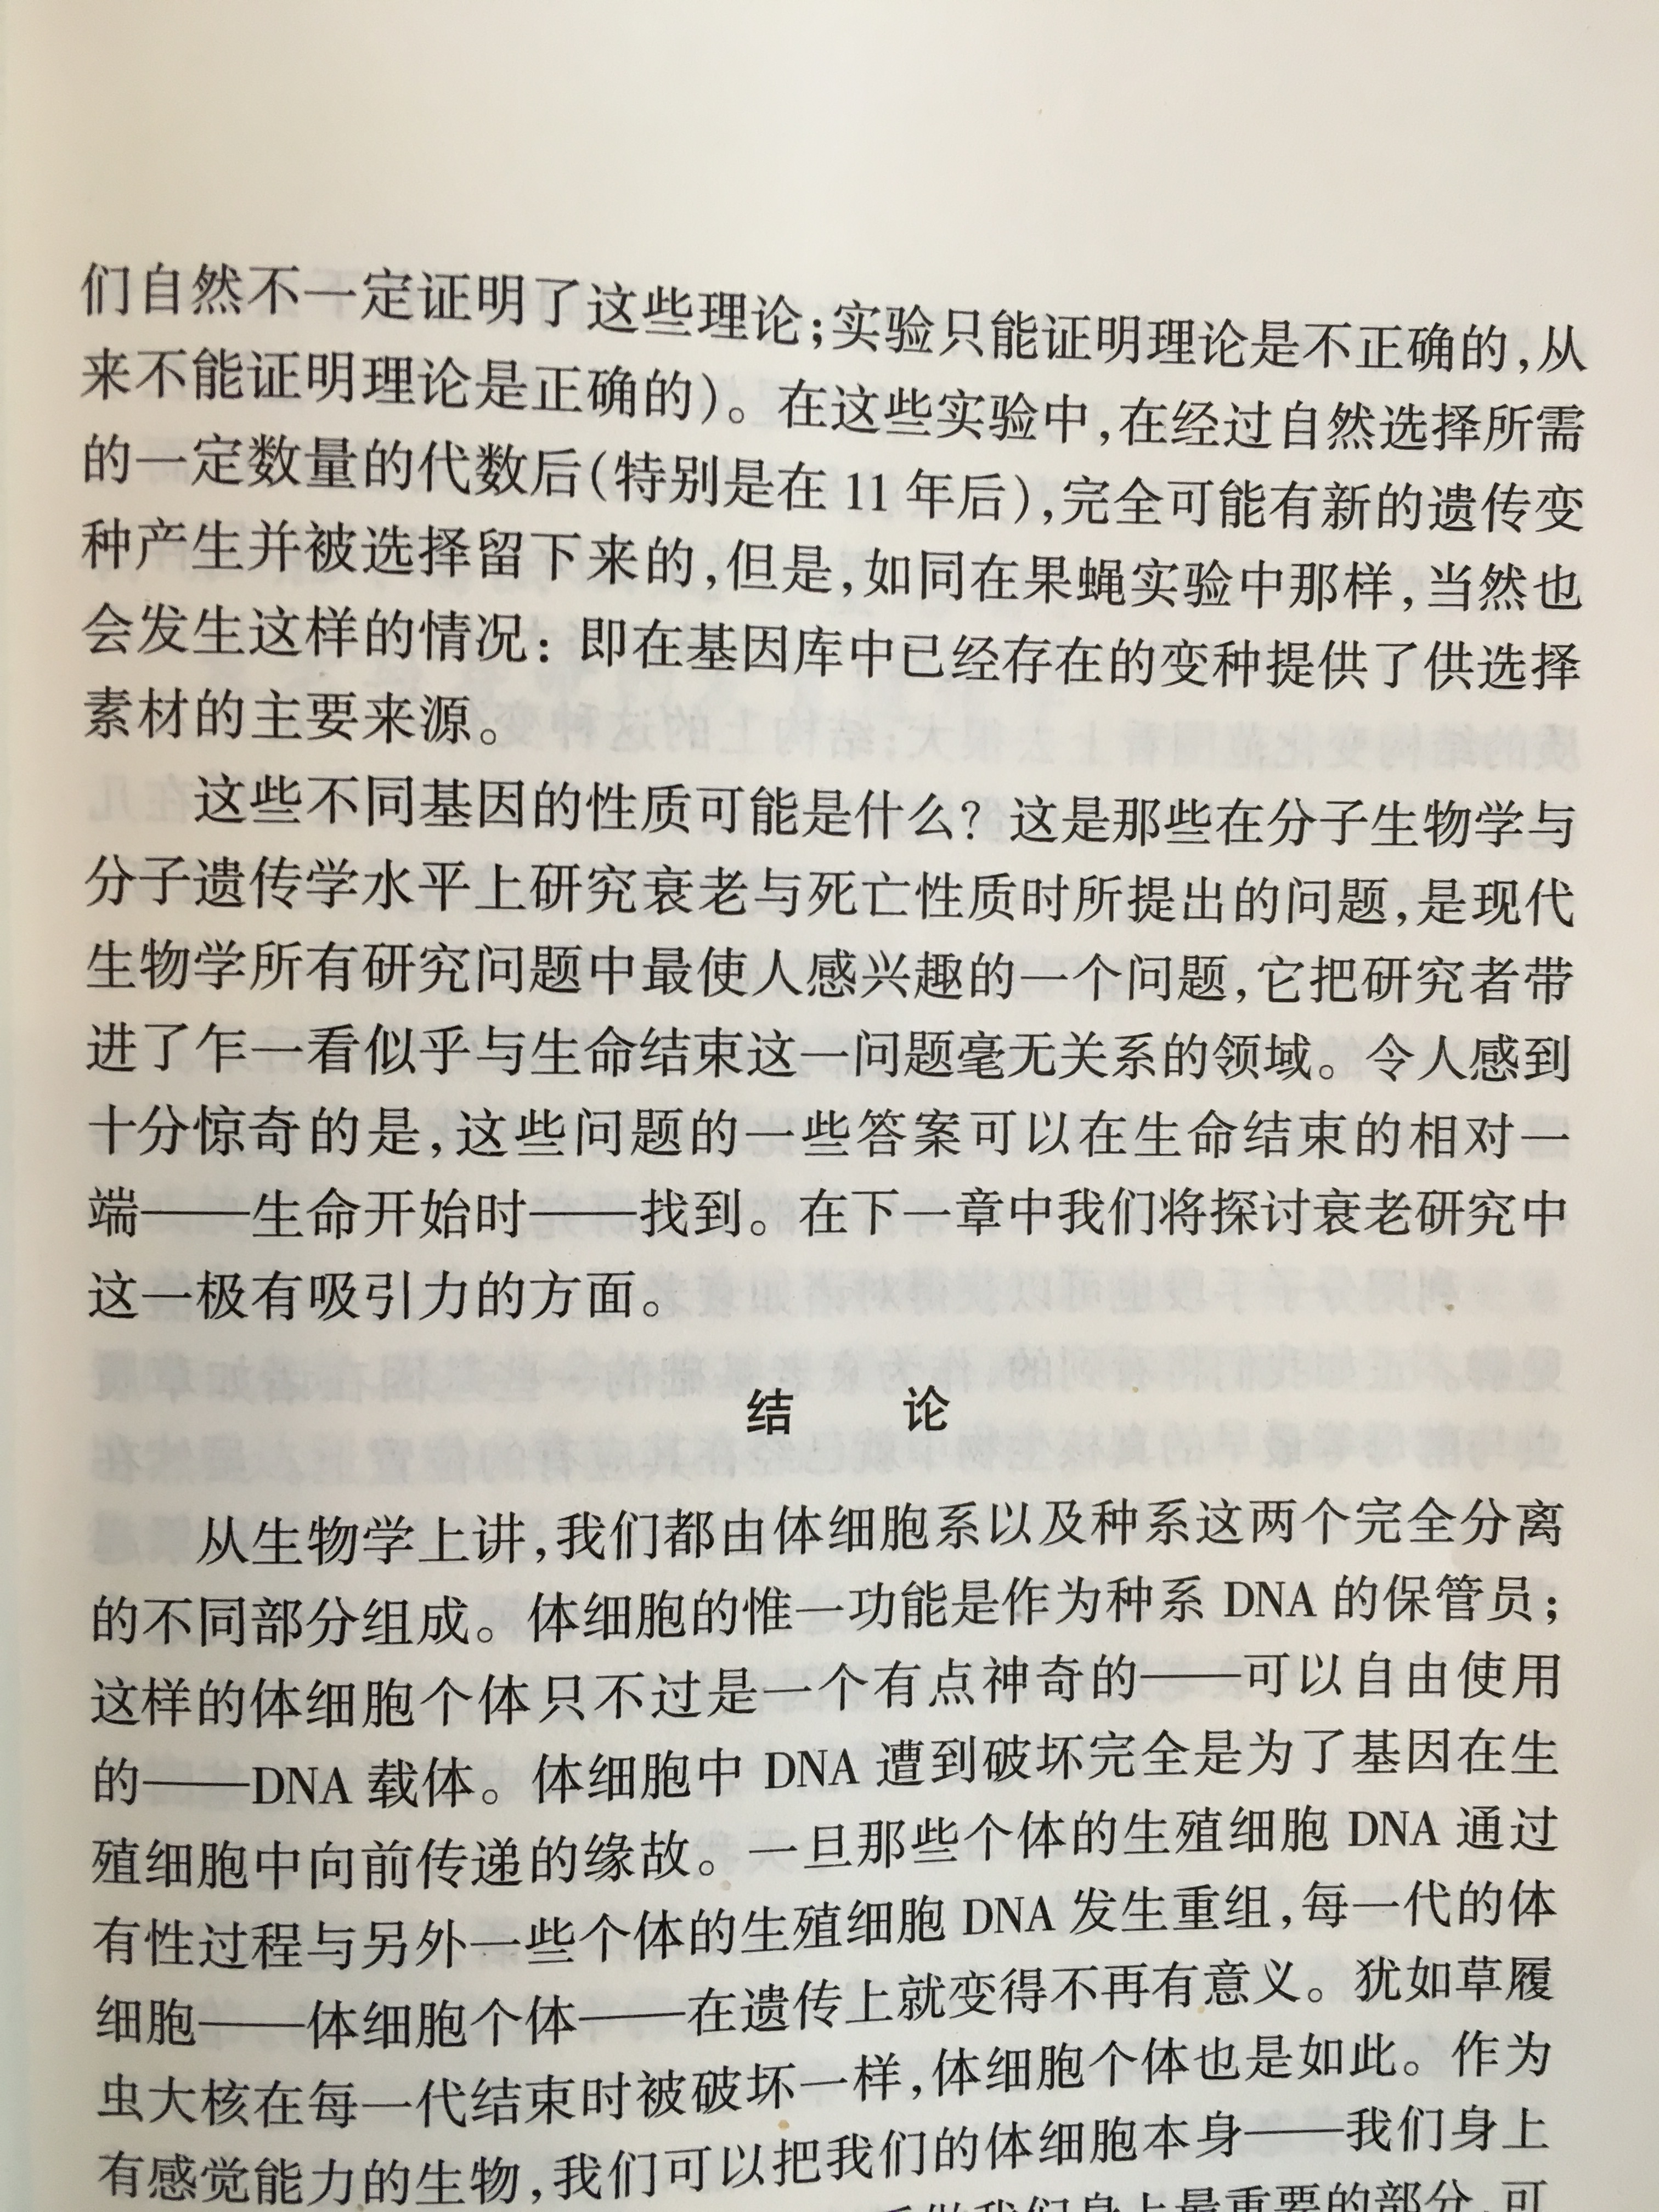 们自然不一定证明了这些理论;实验只能证明理论是不正确的,从
来不能证明理论是正确的)。在这些实验中,在经过自然选择所需
的一定数量的代数后(特别是在 11 年后),完全可能有新的遗传变
种产生并被选择留下来的,但是,如同在果蝇实验中那样,当然也
会发生这样的情况: 即在基因库中已经存在的变种提供了供选择
素材的主要来源。
这些不同基因的性质可能是什么? 这是那些在分子生物学与
分子遗传学水平上研究衰老与死亡性质时所提出的问题,是现代
生物学所有研究问题中最使人感兴趣的一个问题,它把研究者带
进了乍一看似乎与生命结束这一问题毫无关系的领域。令人感到
十分惊奇的是,这些问题的一些答案可以在生命结束的相对一
端——生命开始时——找到。在下一章中我们将探讨衰老研究中
这一极有吸引力的方面。
结 论
从生物学上讲,我们都由体细胞系以及种系这两个完全分离
的不同部分组成。体细胞的惟一功能是作为种系 DNA 的保管员;
这样的体细胞个体只不过是一个有点神奇的——可以自由使用
的——DNA 载体。体细胞中 DNA 遭到破坏完全是为了基因在生
殖细胞中向前传递的缘故。一旦那些个体的生殖细胞 DNA 通过
有性过程与另外一些个体的生殖细胞 DNA 发生重组,每一代的体
细胞——体细胞个体——在遗传上就变得不再有意义。犹如草履
虫大核在每一代结束时被破坏一样,体细胞个体也是如此。作为
有感觉能力的生物,我们可以把我们的体细胞本身——我们身上
我们身上最重要的部分,可